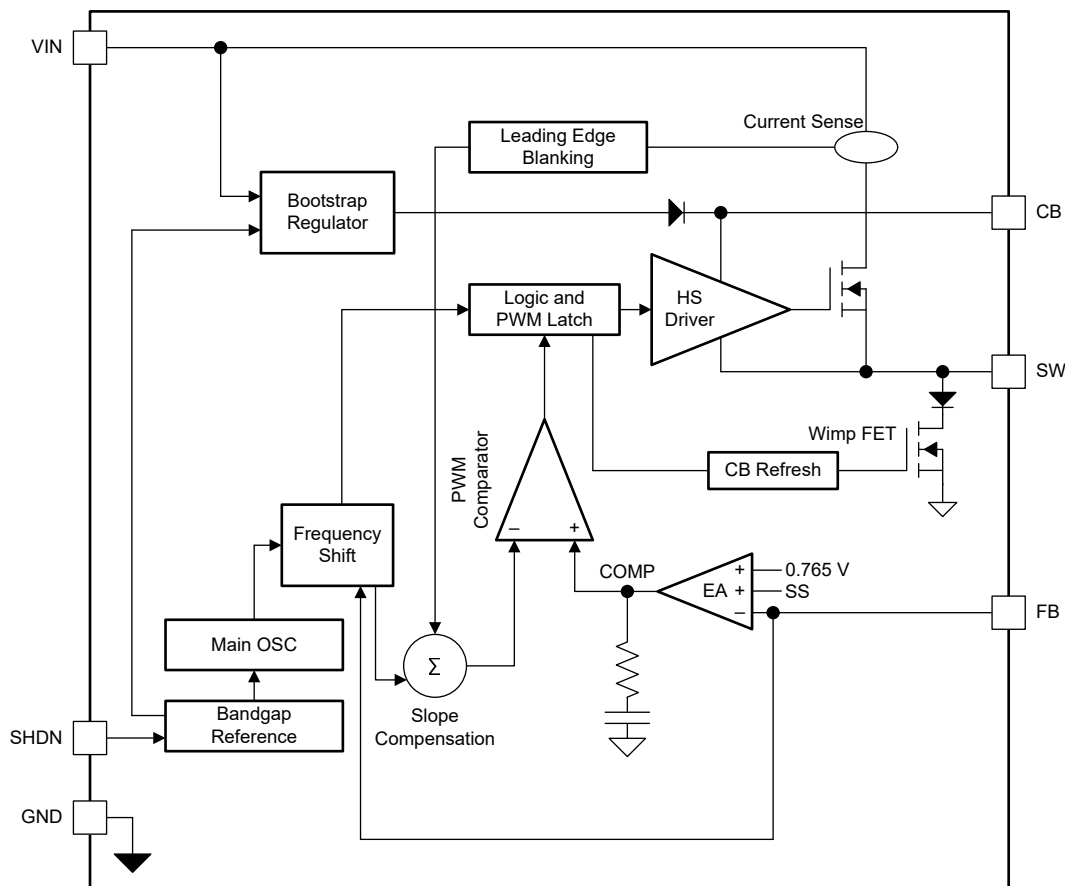 VIN
Current Sense
Leading Edge
Blanking
Bootstrap
Regulator
CB
Logic and
PWM Latch
HS
Driver
SW
Wimp FET
CB Refresh
PWM
Comparator
–
+
Frequency
Shift
COMP
EA
+
0.765 V
+
SS
–
FB
Main OSC
Σ
Slope
Compensation
SHDN
Bandgap
Reference
GND